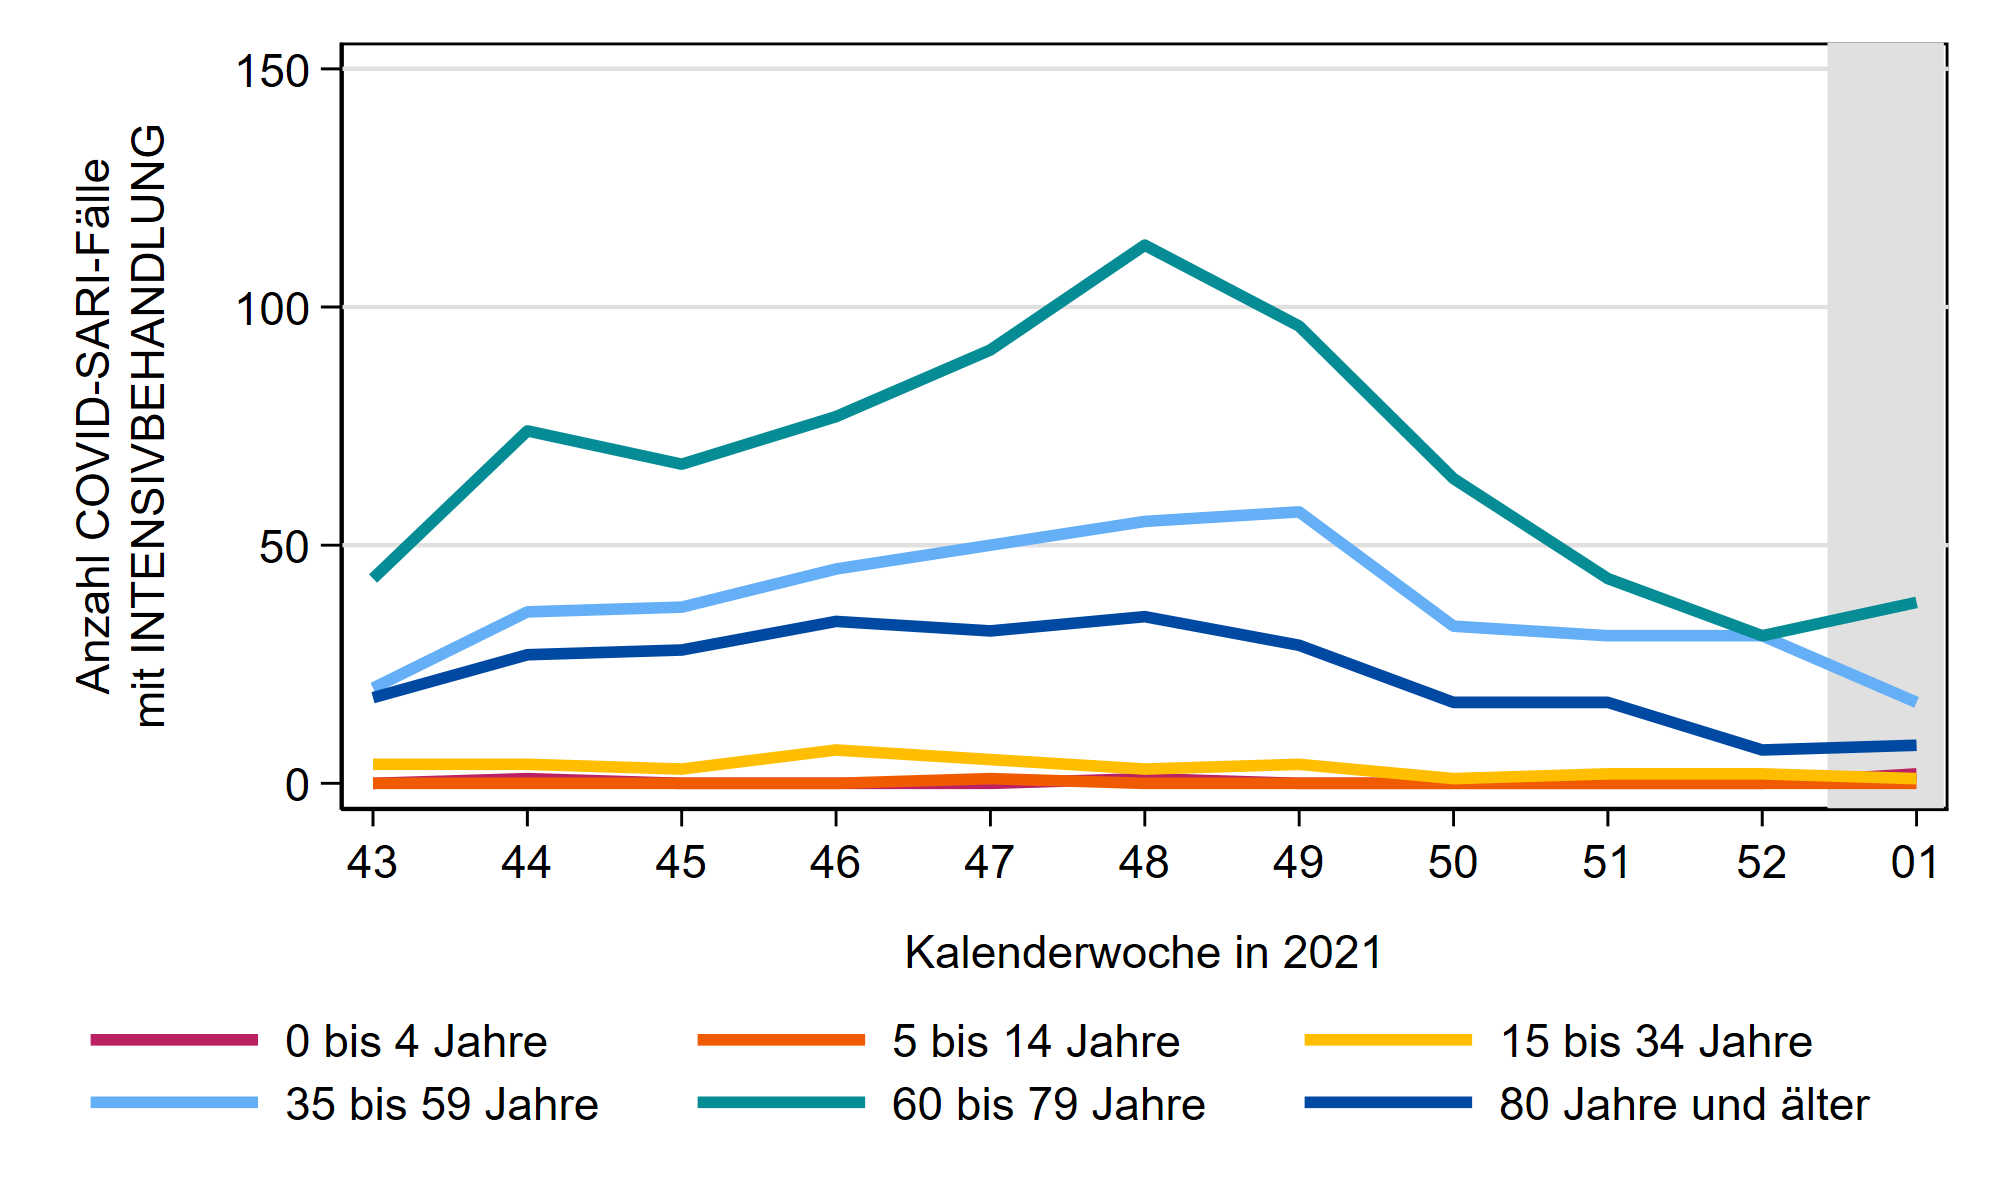 Anzahl COVID-SARI-Fälle
mit INTENSIVBEHANDLUNG
150
100
50
0
43 44 45 46 47 48 49 50 51 52 01
Kalenderwoche in 2021
0 bis 4 Jahre 5 bis 14 Jahre 15 bis 34 Jahre
35 bis 59 Jahre 60 bis 79 Jahre 80 Jahre und älter